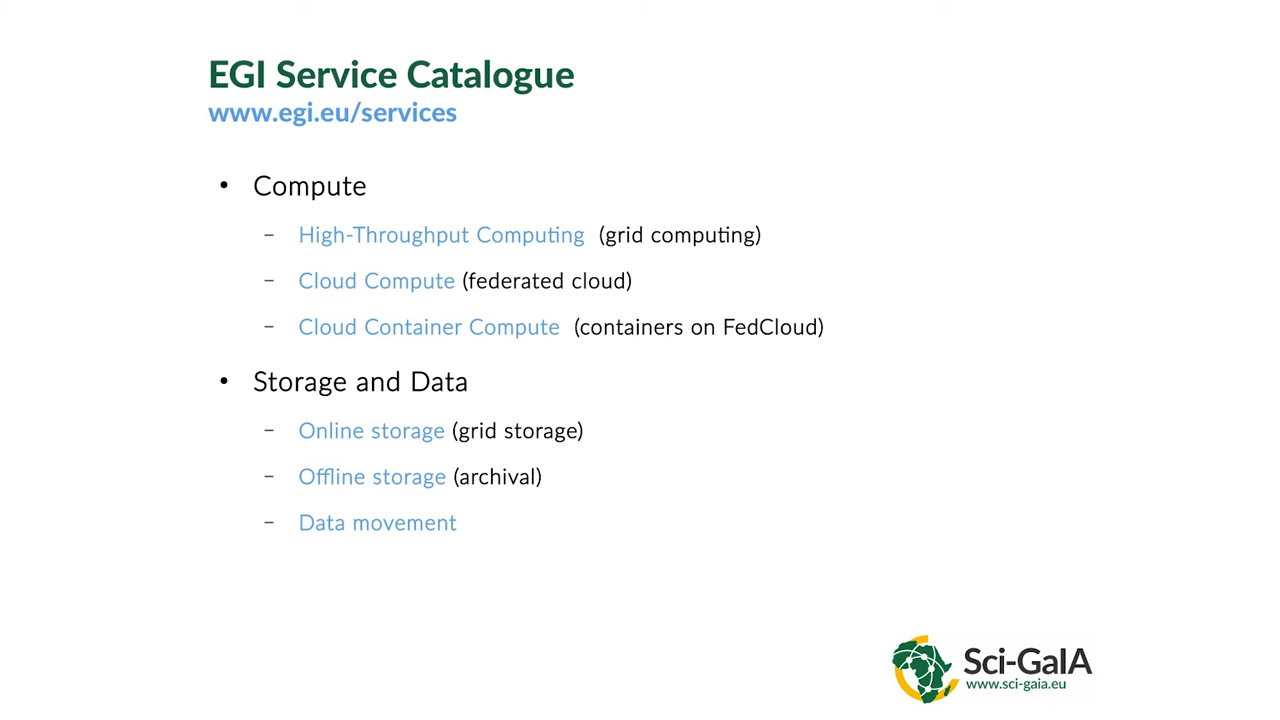 EGI Service Catalogue
www.egi.eu/services
• Compute
– High-Throughput Computing (grid computing)
– Cloud Compute (federated cloud)
– Cloud Container Compute (containers on FedCloud)
• Storage and Data
– Online storage (grid storage)
– Offline storage (archival)
– Data movement
Sci-GaIA
www.sci-gaia.eu